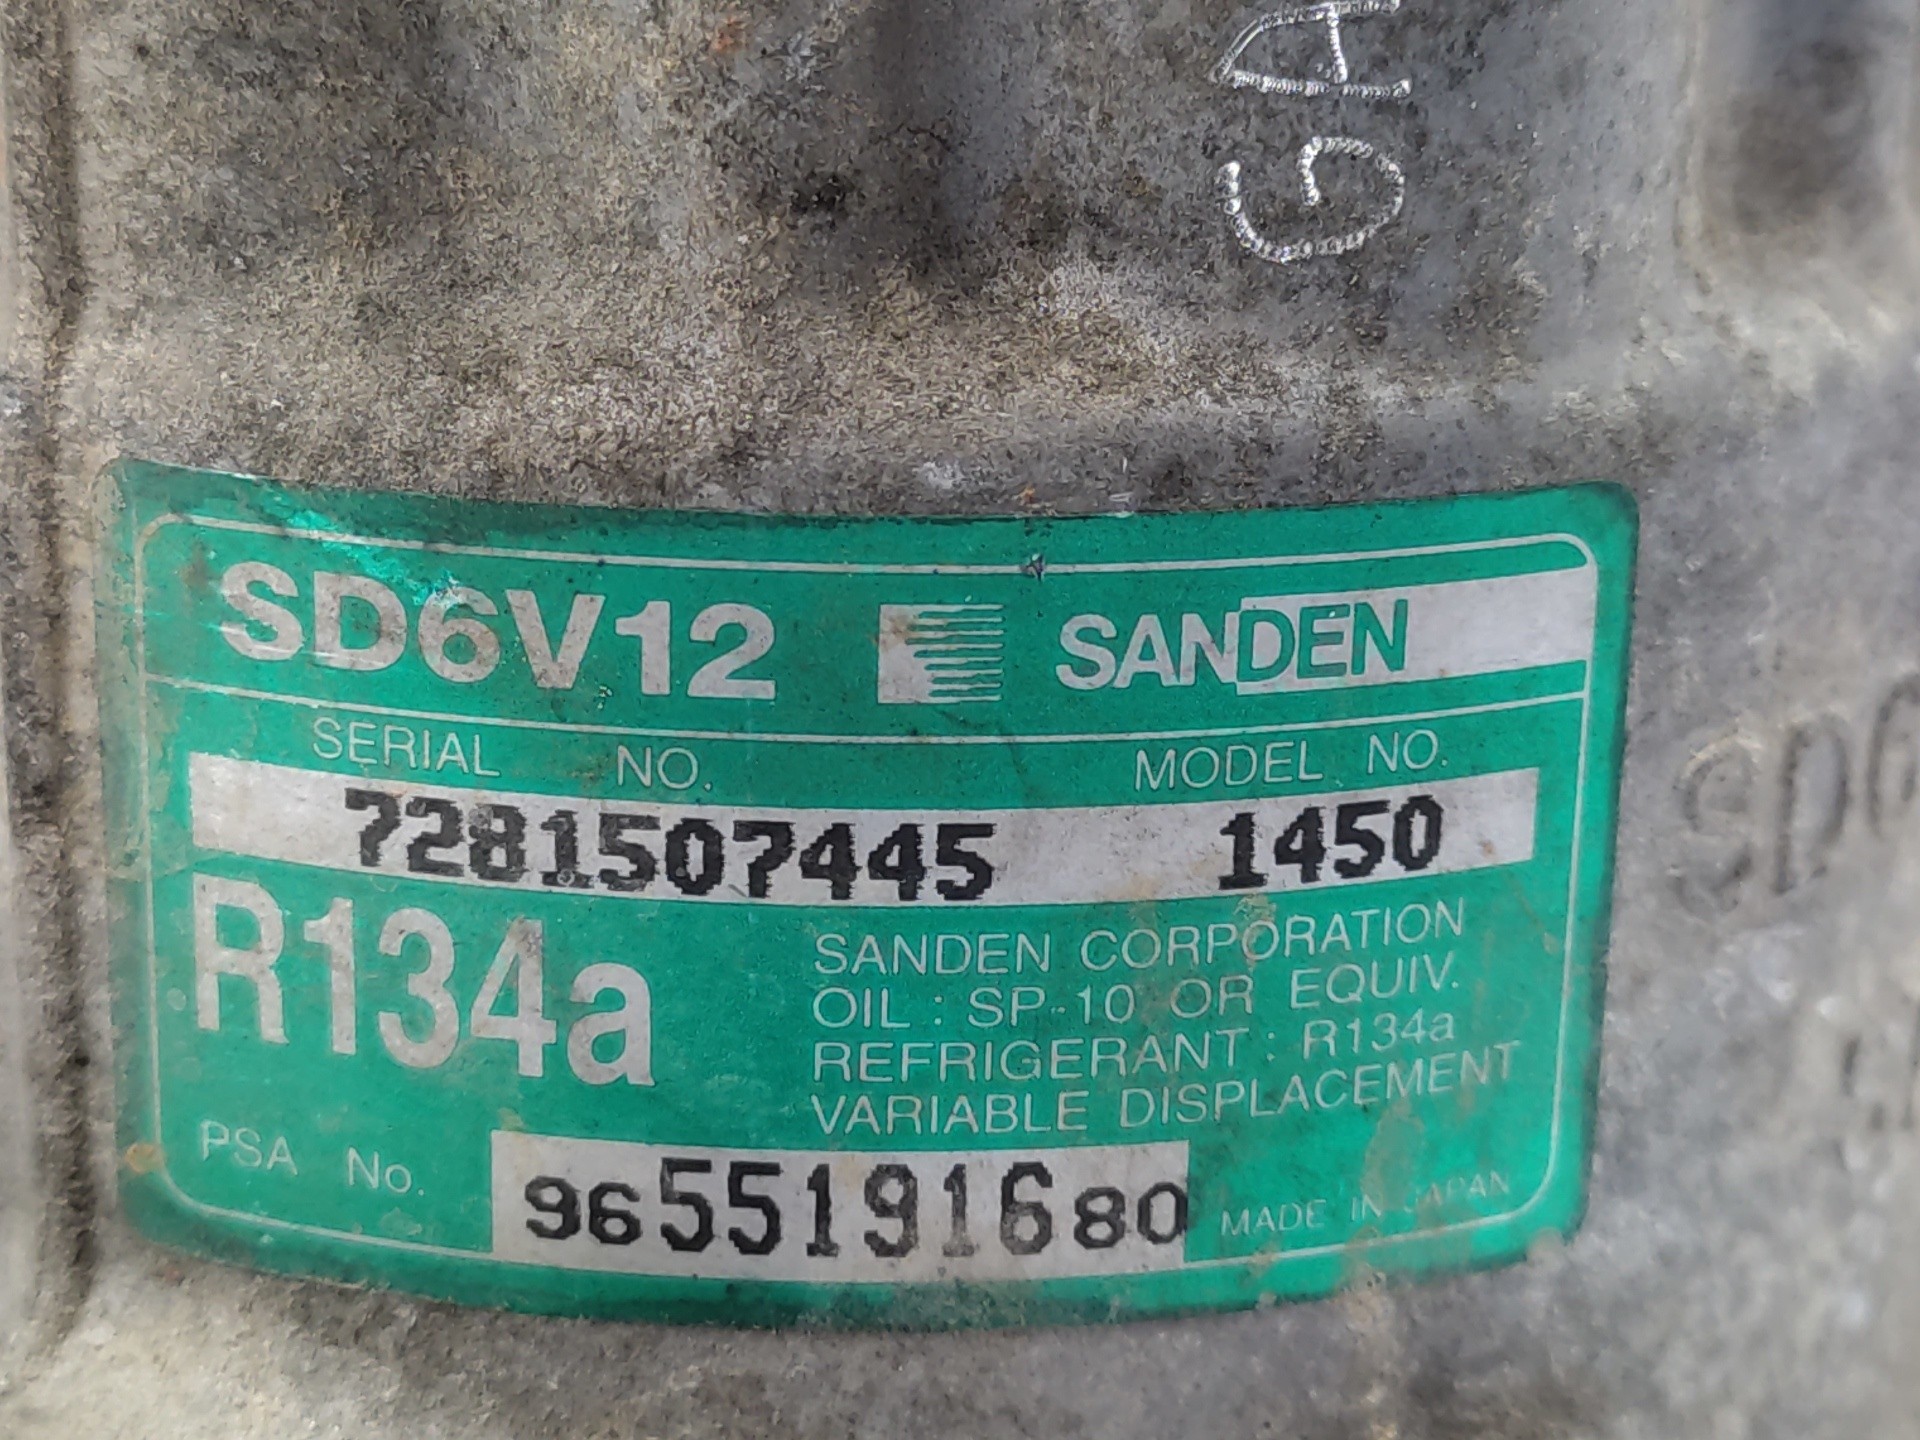 GA
SD6V12 SANDEN
SERIAL NO. MODEL NO.
7281507445 1450
R134a
SANDEN CORPORATION
OIL : SP-10 OR EQUIV.
REFRIGERANT : R134a
VARIABLE DISPLACEMENT
PSA No. 9655191680 MADE IN JAPAN